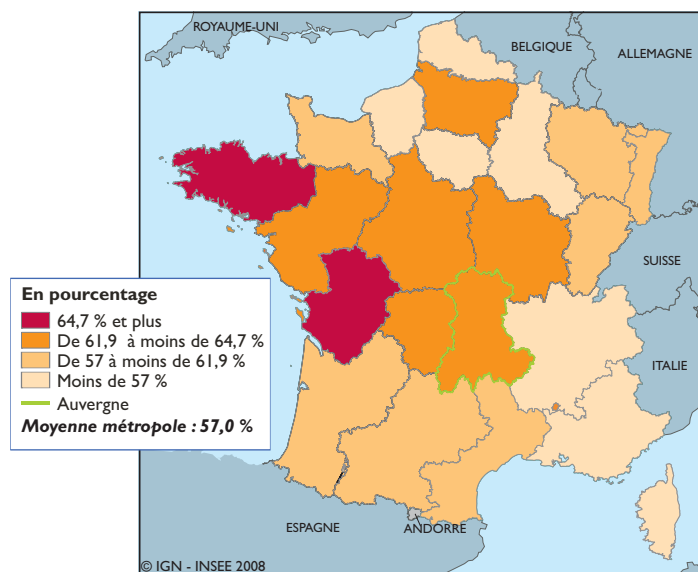 ROYAUME-UNI
BELGIQUE
ALLEMAGNE
SUISSE
ITALIE
En pourcentage
64,7 % et plus
De 61,9 à moins de 64,7 %
De 57 à moins de 61,9 %
Moins de 57 %
Auvergne
Moyenne métropole : 57,0 %
ESPAGNE
ANDORRE
© IGN - INSEE 2008